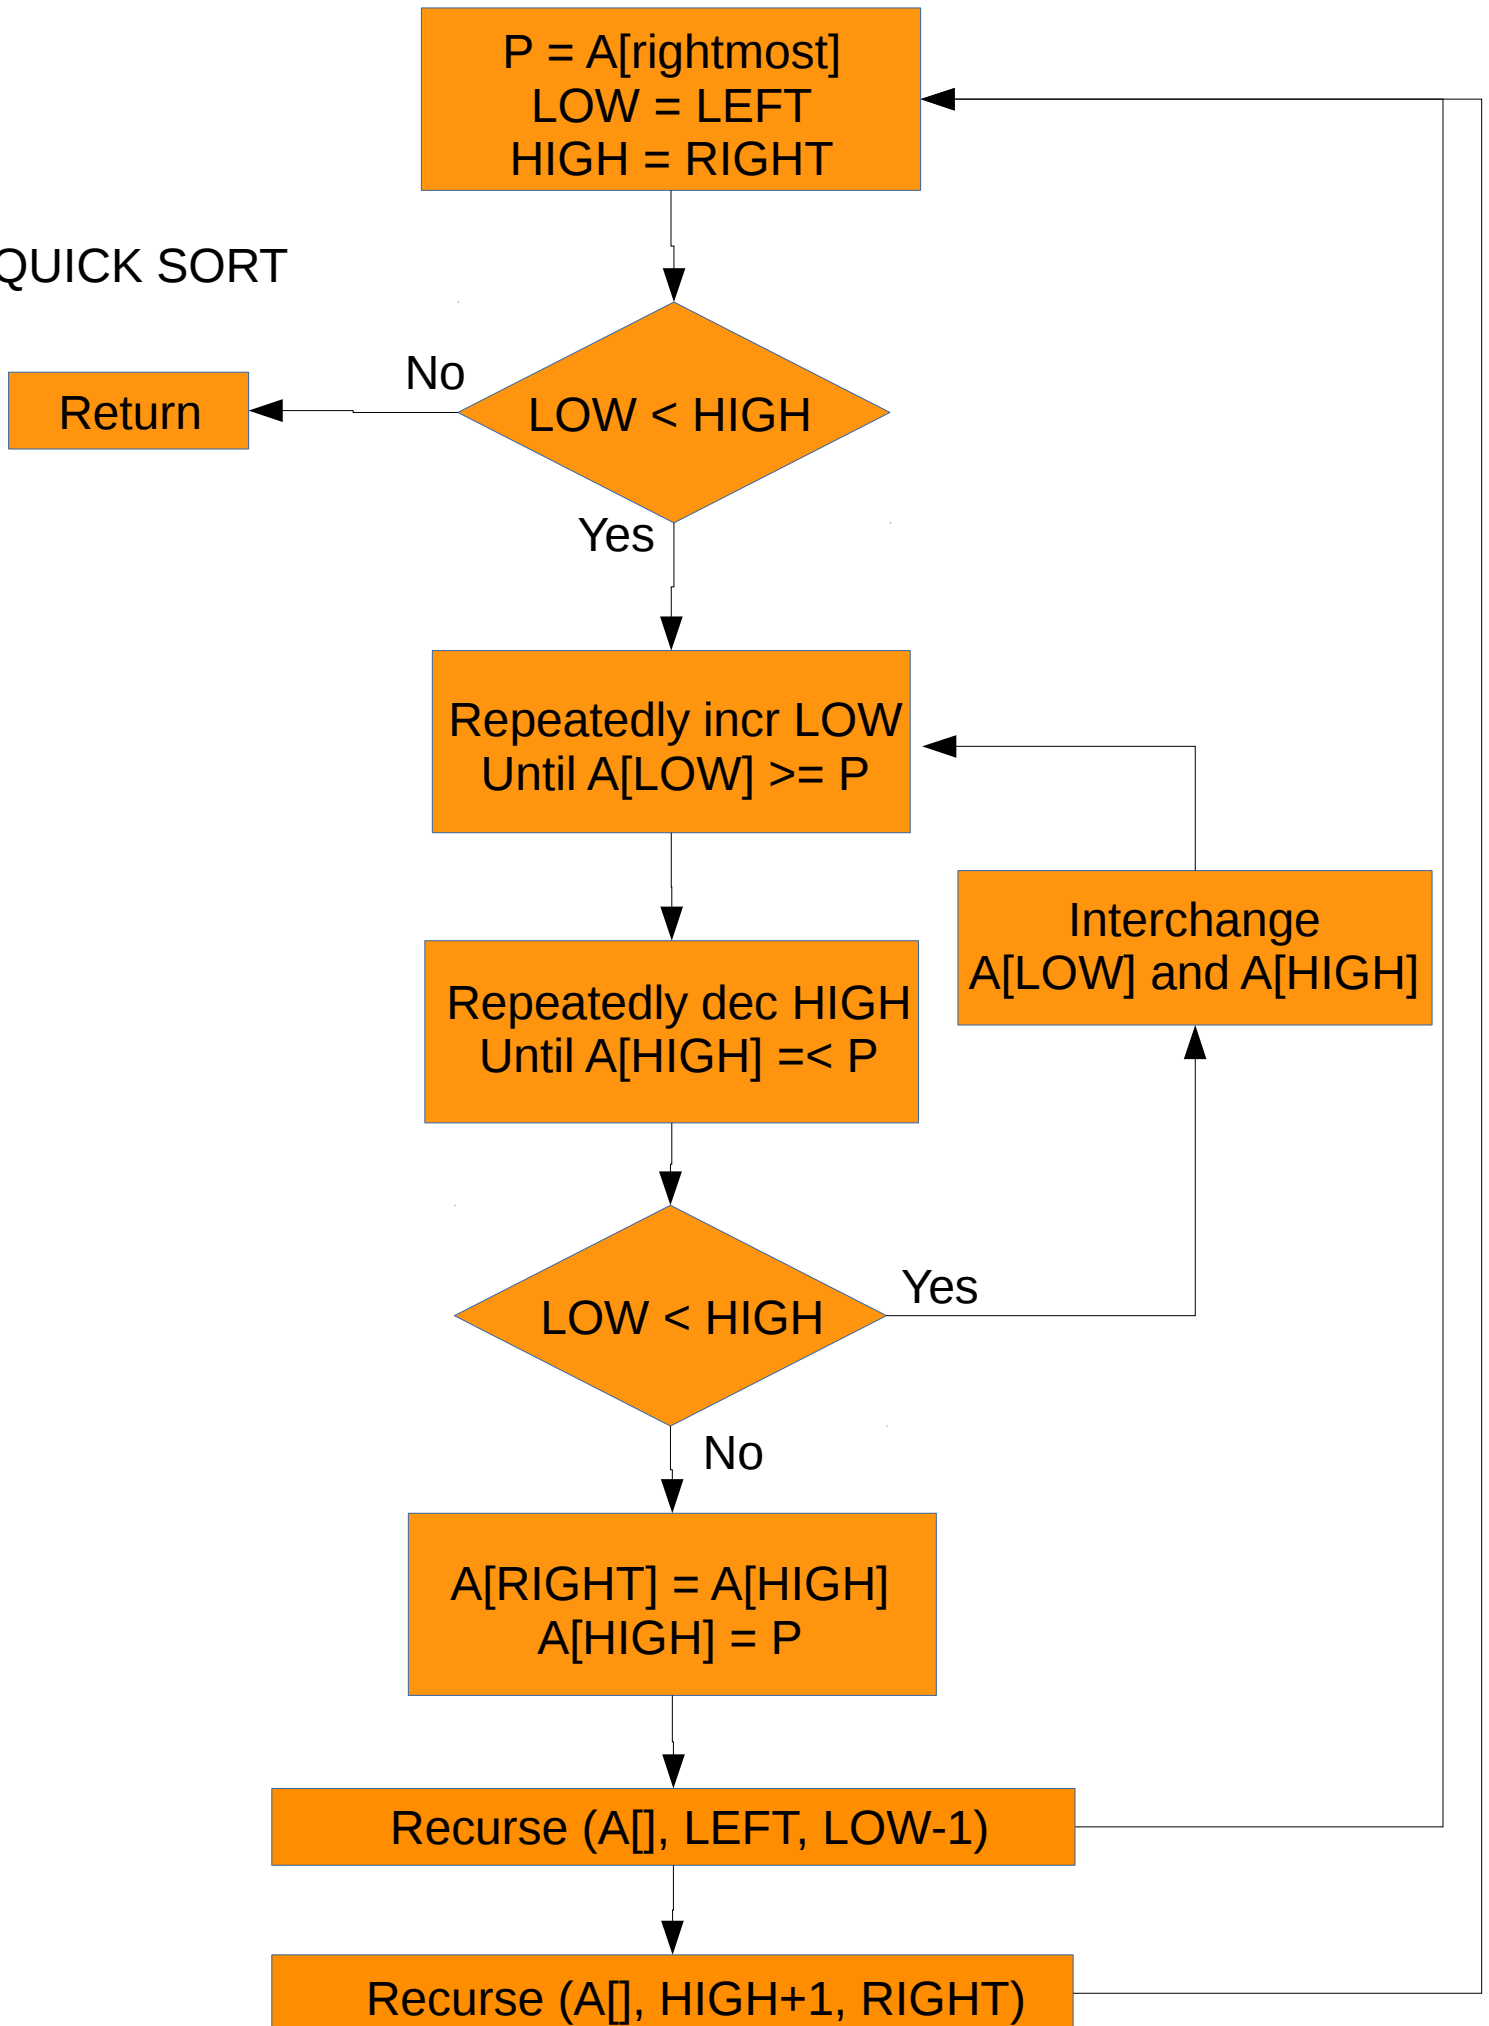 P = A[rightmost]
LOW = LEFT
HIGH = RIGHT
QUICK SORT
No
Return
LOW < HIGH
Yes
Repeatedly incr LOW
Until A[LOW] >= P
Interchange
A[LOW] and A[HIGH]
Repeatedly dec HIGH
Until A[HIGH] =< P
Yes
LOW < HIGH
No
A[RIGHT] = A[HIGH]
A[HIGH] = P
Recurse (A[], LEFT, LOW-1)
Recurse (A[], HIGH+1, RIGHT)